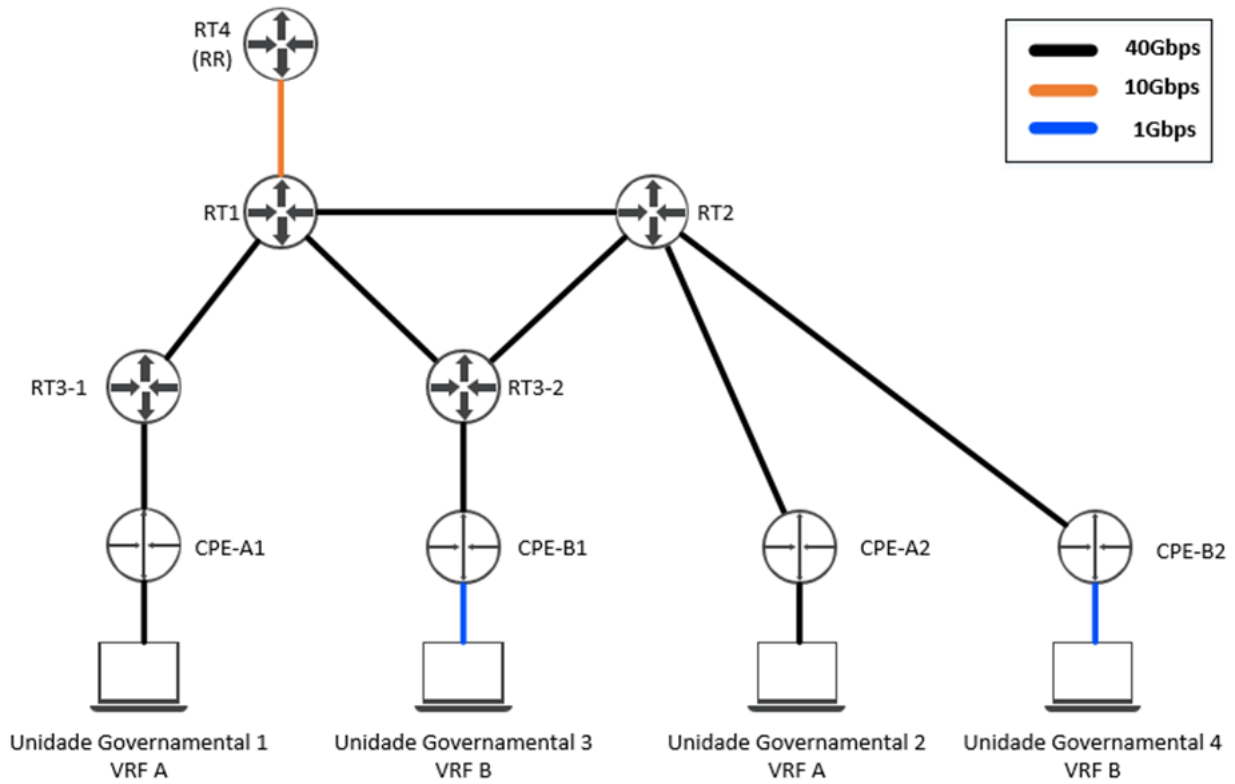 RT4
(RR)
40Gbps
10Gbps
1Gbps
RT1
RT2
RT3-1
RT3-2
CPE-A1
CPE-B1
CPE-A2
CPE-B2
Unidade Governamental 1
VRF A
Unidade Governamental 3
VRF B
Unidade Governamental 2
VRF A
Unidade Governamental 4
VRF B